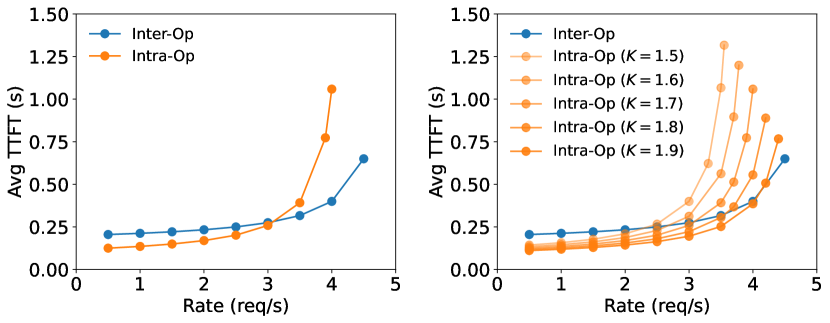 Inter-Op
Intra-Op
Avg TTFT (s)
1.50
1.25
1.00
0.75
0.50
0.25
0.00
0 1 2 3 4 5
Rate (req/s)
Inter-Op
Intra-Op (K = 1.5)
Intra-Op (K = 1.6)
Intra-Op (K = 1.7)
Intra-Op (K = 1.8)
Intra-Op (K = 1.9)
Avg TTFT (s)
1.50
1.25
1.00
0.75
0.50
0.25
0.00
0 1 2 3 4 5
Rate (req/s)